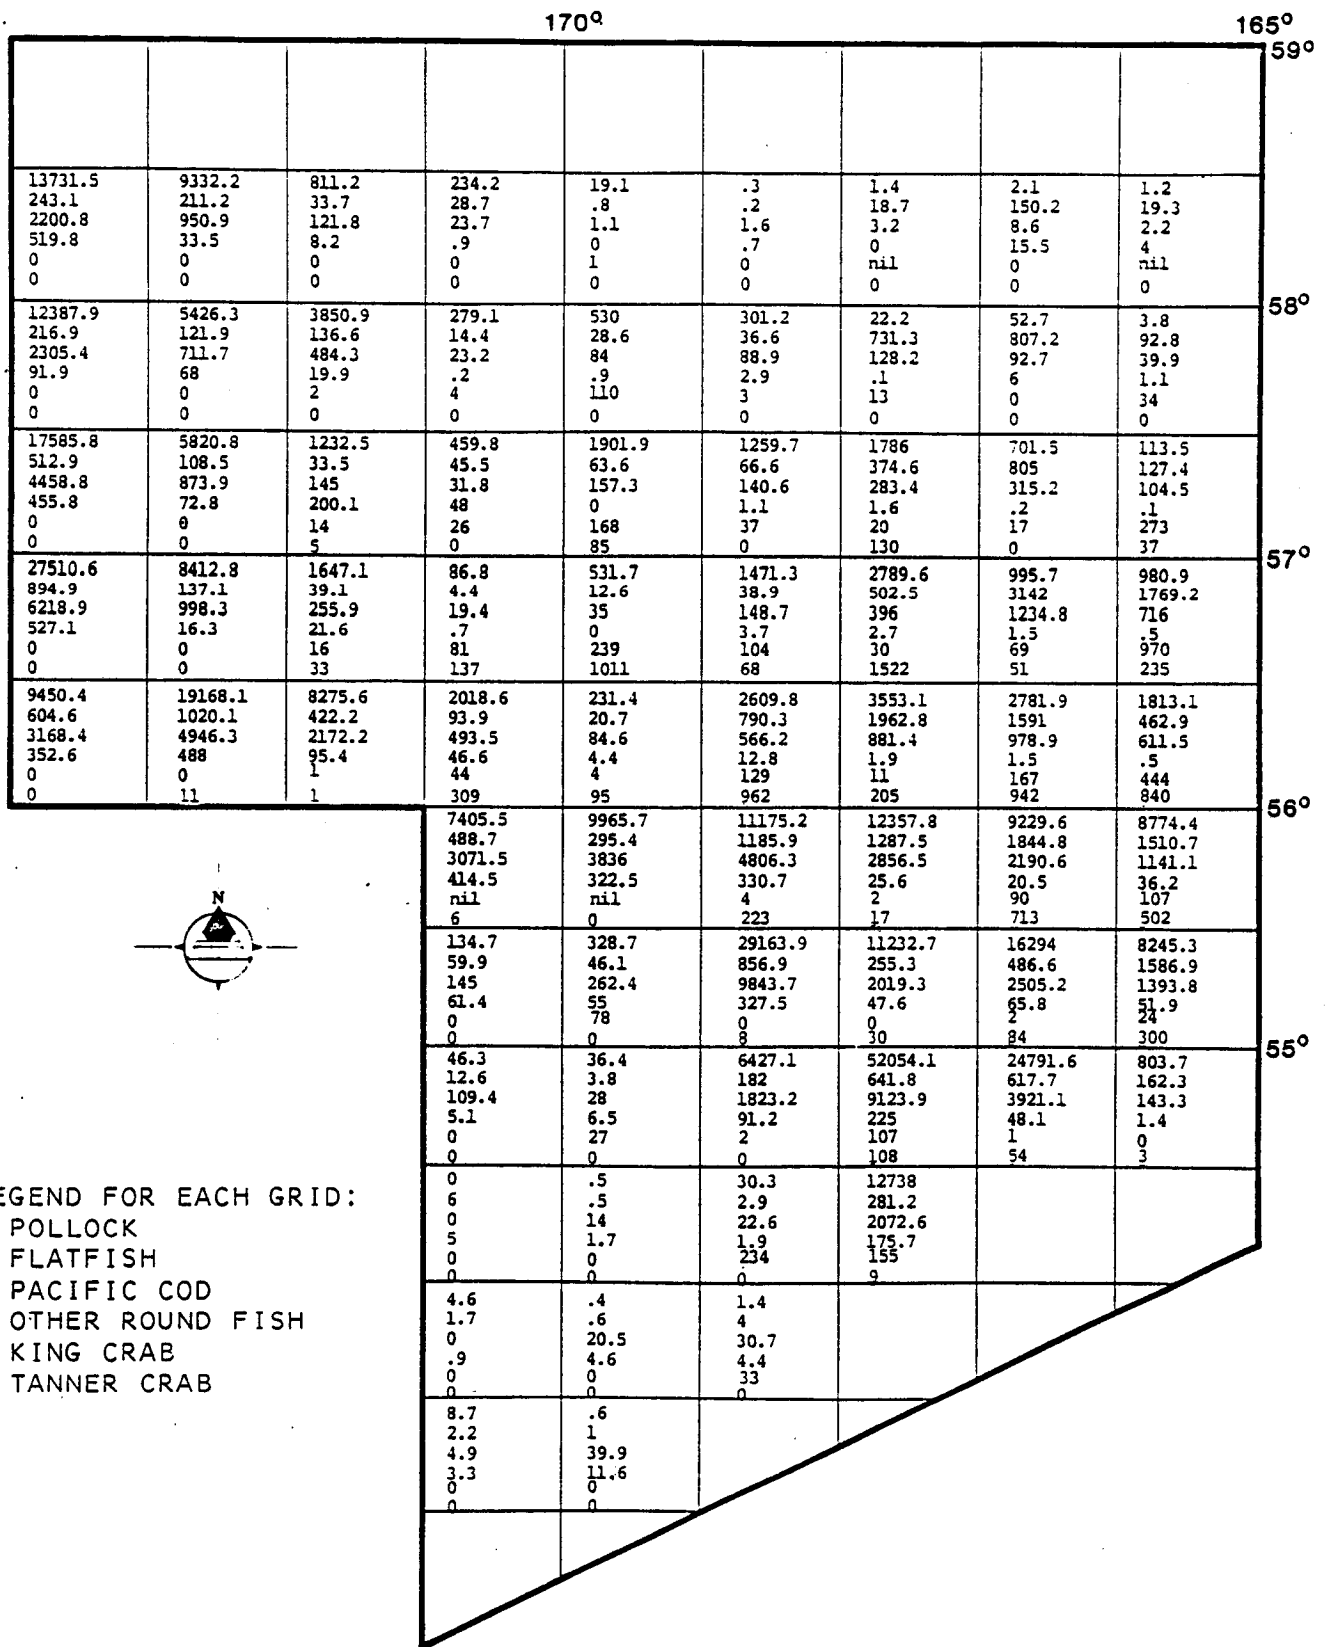 170º 165º
59º
13731.5 9332.2 811.2 234.2 19.1 .3 1.4 2.1 1.2
243.1 211.2 33.7 28.7 .8 .2 18.7 150.2 19.3
2200.8 950.9 121.8 23.7 1.1 1.6 3.2 8.6 2.2
519.8 33.5 8.2 .9 0 .7 0 15.5 4
0 0 0 0 1 0 nil 0 nil
0 0 0 0 0 0 0 0 0
58º
12387.9 5426.3 3850.9 279.1 530 301.2 22.2 52.7 3.8
216.9 121.9 136.6 14.4 28.6 36.6 731.3 807.2 92.8
2305.4 711.7 484.3 23.2 84 88.9 128.2 92.7 39.9
91.9 68 19.9 .2 .9 2.9 .1 6 1.1
0 0 2 4 110 3 13 0 34
0 0 0 0 0 0 0 0 0
17585.8 5820.8 1232.5 459.8 1901.9 1259.7 1786 701.5 113.5
512.9 108.5 33.5 45.5 63.6 66.6 374.6 805 127.4
4458.8 873.9 145 31.8 157.3 140.6 283.4 315.2 104.5
455.8 72.8 200.1 48 0 1.1 1.6 .2 .1
0 0 14 26 168 37 20 17 273
0 0 5 0 85 0 130 0 37
57º
27510.6 8412.8 1647.1 86.8 531.7 1471.3 2789.6 995.7 980.9
894.9 137.1 39.1 4.4 12.6 38.9 502.5 3142 1769.2
6218.9 998.3 255.9 19.4 35 148.7 396 1234.8 716
527.1 16.3 21.6 .7 0 3.7 2.7 1.5 .5
0 0 16 81 239 104 30 69 970
0 0 33 137 1011 68 1522 51 235
9450.4 19168.1 8275.6 2018.6 231.4 2609.8 3553.1 2781.9 1813.1
604.6 1020.1 422.2 93.9 20.7 790.3 1962.8 1591 462.9
3168.4 4946.3 2172.2 493.5 84.6 566.2 881.4 978.9 611.5
352.6 488 95.4 46.6 4.4 12.8 1.9 1.5 .5
0 0 1 44 4 129 11 167 444
0 11 1 309 95 962 205 942 840
56º
7405.5 9965.7 11175.2 12357.8 9229.6 8774.4
488.7 295.4 1185.9 1287.5 1844.8 1510.7
3071.5 3836 4806.3 2856.5 2190.6 1141.1
414.5 322.5 330.7 25.6 20.5 36.2
nil nil 4 2 90 107
6 0 223 17 713 502
N
134.7 328.7 29163.9 11232.7 16294 8245.3
59.9 46.1 856.9 255.3 486.6 1586.9
145 262.4 9843.7 2019.3 2505.2 1393.8
61.4 55 327.5 47.6 65.8 51.9
0 78 0 0 2 24
0 0 8 30 84 300
55º
46.3 36.4 6427.1 52054.1 24791.6 803.7
12.6 3.8 182 641.8 617.7 162.3
109.4 28 1823.2 9123.9 3921.1 143.3
5.1 6.5 91.2 225 48.1 1.4
0 27 2 107 1 0
0 0 0 108 54 3
0 .5 30.3 12738
6 .5 2.9 281.2
0 14 22.6 2072.6
5 1.7 1.9 175.7
0 0 234 155
0 0 0 9
4.6 .4 1.4
1.7 .6 4
0 20.5 30.7
.9 4.6 4.4
0 0 33
0 0 0
8.7 .6
2.2 1
4.9 39.9
3.3 11.6
0 0
0 0
EGEND FOR EACH GRID:
POLLOCK
FLATFISH
PACIFIC COD
OTHER ROUND FISH
KING CRAB
TANNER CRAB